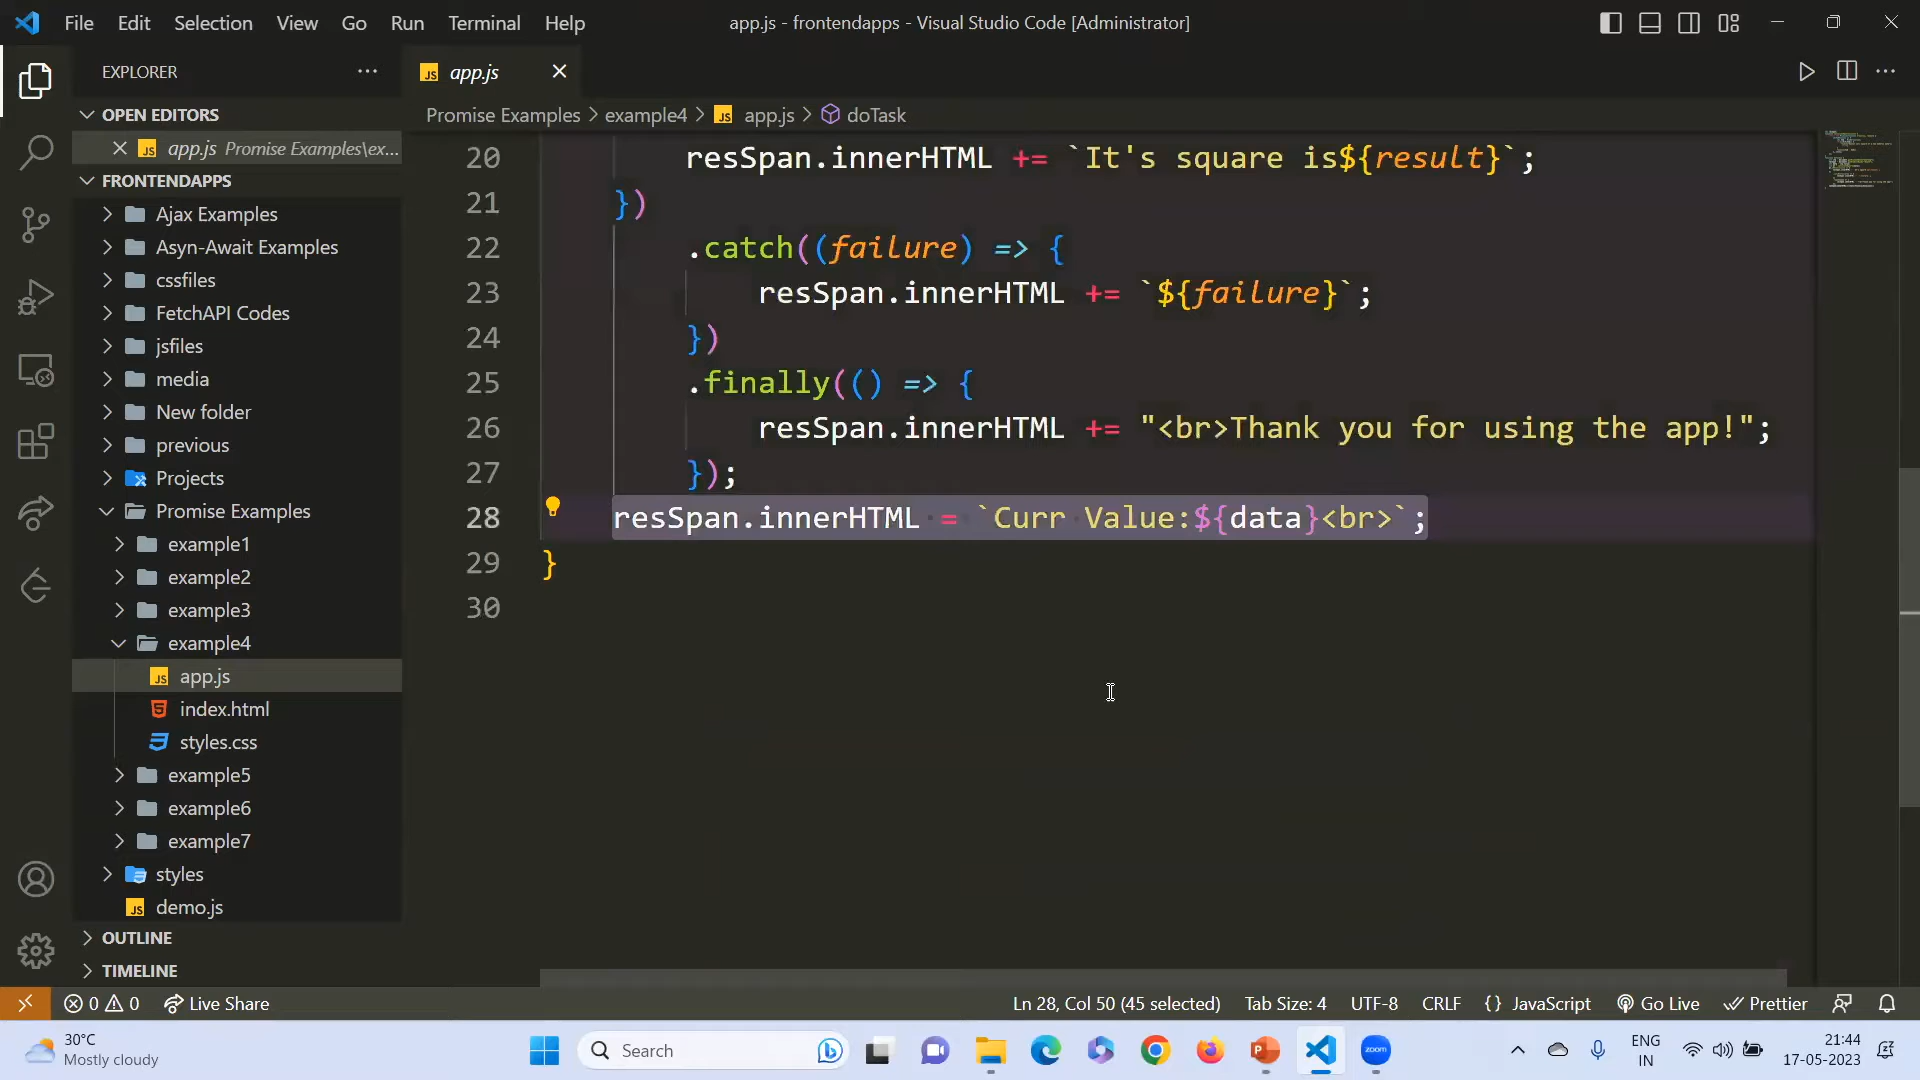 File Edit Selection View Go Run Terminal Help
app.js - frontendapps - Visual Studio Code [Administrator]
EXPLORER
app.js
OPEN EDITORS
app.js Promise Examples\ex...
FRONTENDAPPS
Ajax Examples
Asyn-Await Examples
cssfiles
FetchAPI Codes
jsfiles
media
New folder
previous
Projects
Promise Examples
example1
example2
example3
example4
app.js
index.html
styles.css
example5
example6
example7
styles
demo.js
OUTLINE
TIMELINE
Promise Examples > example4 > app.js > doTask
20 resSpan.innerHTML += `It's square is${result}`;
21 })
22 .catch((failure) => {
23 resSpan.innerHTML += `${failure}`;
24 })
25 .finally(() => {
26 resSpan.innerHTML += "<br>Thank you for using the app!";
27 });
28 resSpan.innerHTML = `Curr Value:${data}<br>`;
29 }
30
0 0 Live Share
Ln 28, Col 50 (45 selected) Tab Size: 4 UTF-8 CRLF {} JavaScript Go Live Prettier
30°C
Mostly cloudy
Search
zoom
ENG
IN
21:44
17-05-2023